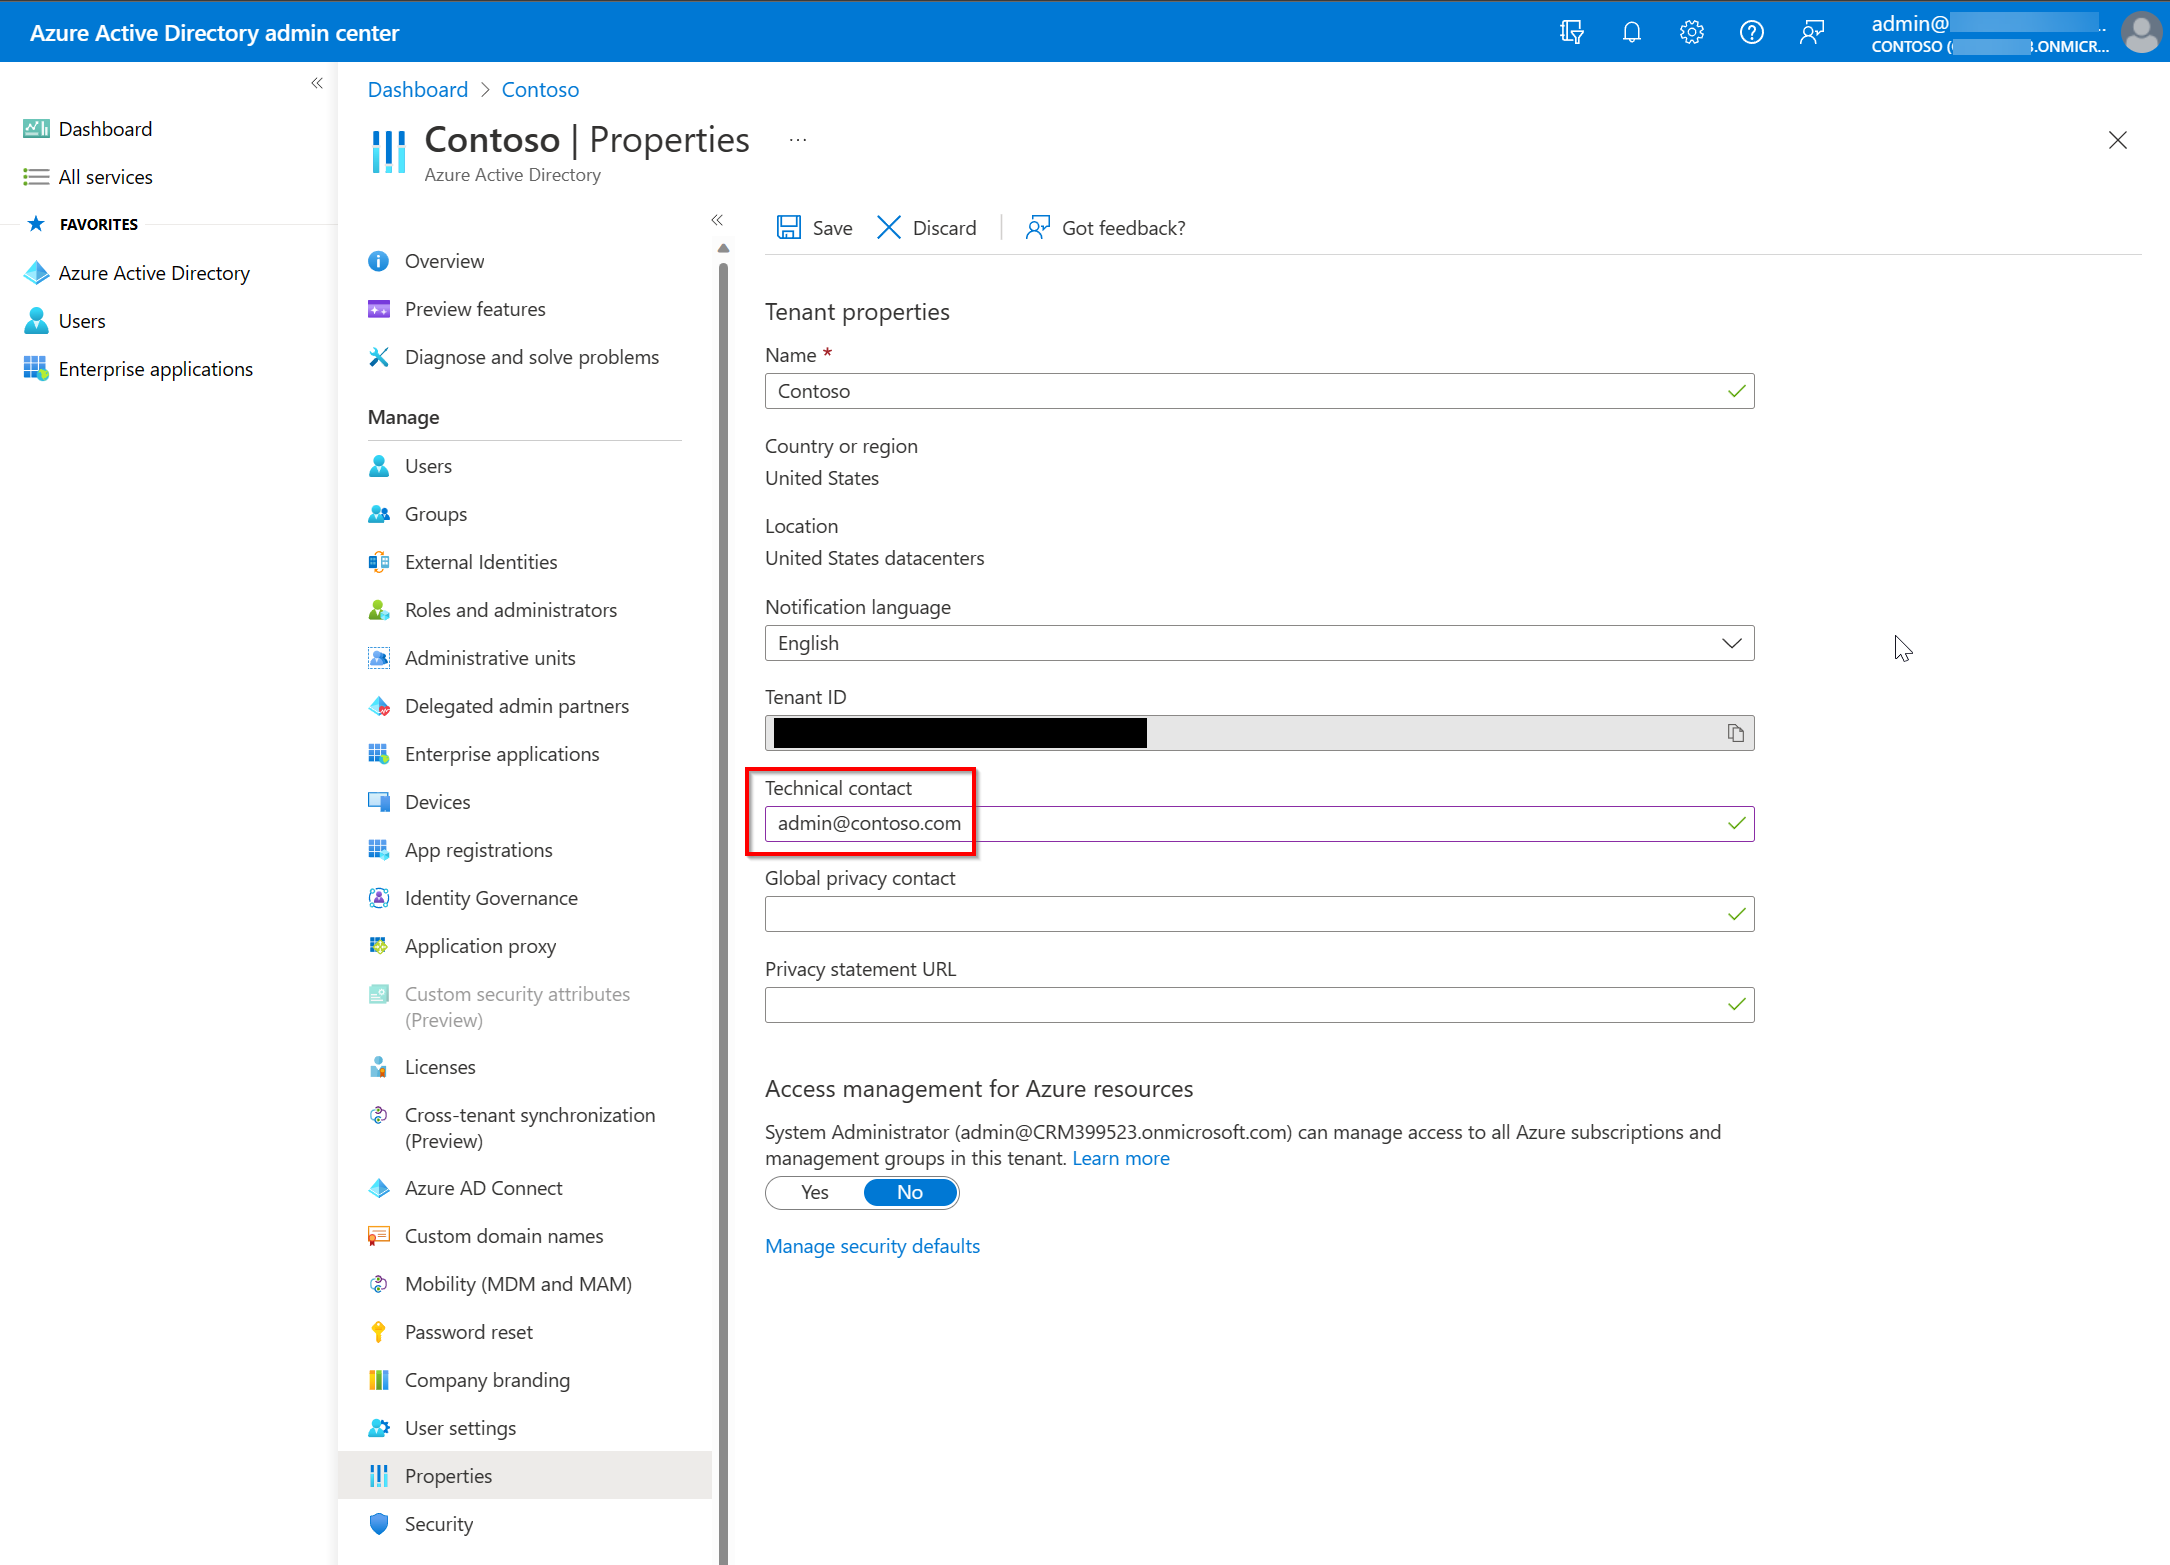 Azure Active Directory admin center
admin@
CONTOSO (
.ONMICR...
Dashboard
All services
FAVORITES
Azure Active Directory
Users
Enterprise applications
Dashboard > Contoso
Contoso | Properties ...
Azure Active Directory
Overview
Preview features
Diagnose and solve problems
Manage
Users
Groups
External Identities
Roles and administrators
Administrative units
Delegated admin partners
Enterprise applications
Devices
App registrations
Identity Governance
Application proxy
Custom security attributes
(Preview)
Licenses
Cross-tenant synchronization
(Preview)
Azure AD Connect
Custom domain names
Mobility (MDM and MAM)
Password reset
Company branding
User settings
Properties
Security
Save Discard Got feedback?
Tenant properties
Name *
Contoso
Country or region
United States
Location
United States datacenters
Notification language
English
Tenant ID
Technical contact
admin@contoso.com
Global privacy contact
Privacy statement URL
Access management for Azure resources
System Administrator (admin@CRM399523.onmicrosoft.com) can manage access to all Azure subscriptions and
management groups in this tenant. Learn more
Yes No
Manage security defaults